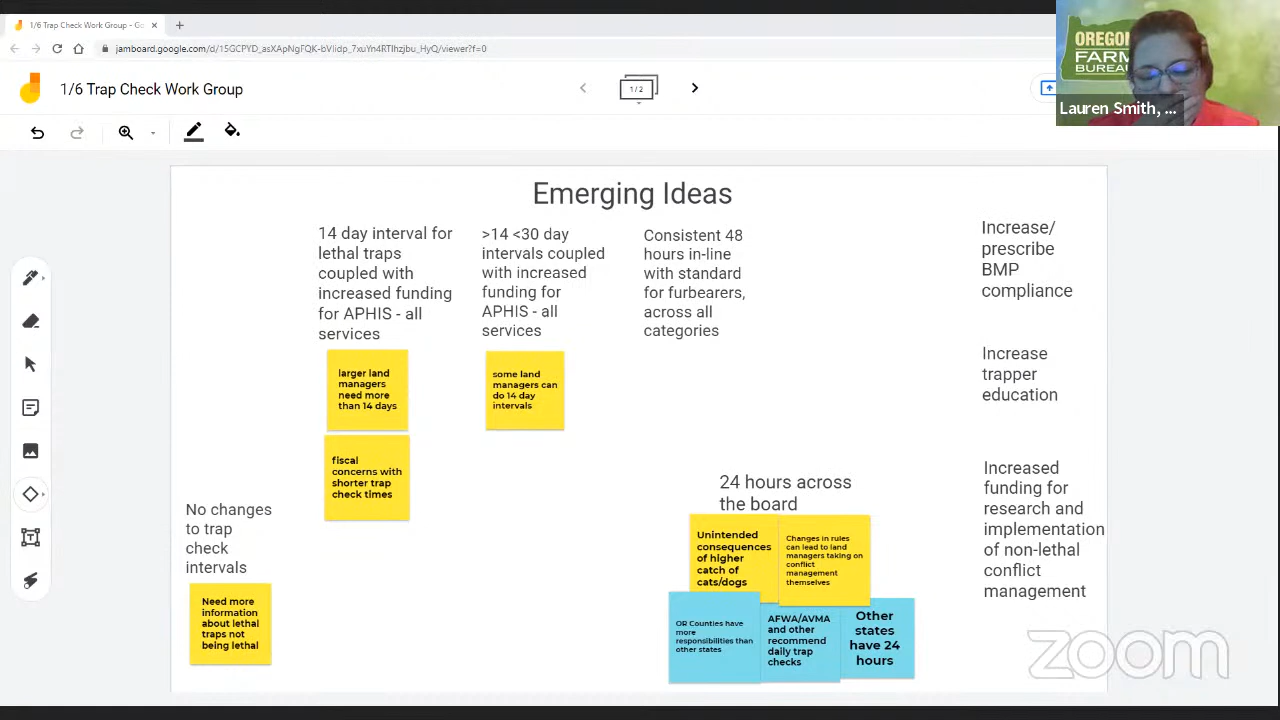 1/6 Trap Check Work Group - Go
jamboard.google.com/d/
/viewer?f=0
OREGON
FARM
BUREAU
Lauren Smith, ...
1/6 Trap Check Work Group
1 / 2
Emerging Ideas
14 day interval for
lethal traps
coupled with
increased funding
for APHIS - all
services
larger land
managers
need more
than 14 days
fiscal
concerns with
shorter trap
check times
>14 <30 day
intervals coupled
with increased
funding for
APHIS - all
services
some land
managers can
do 14 day
intervals
Consistent 48
hours in-line
with standard
for furbearers,
across all
categories
Increase/
prescribe
BMP
compliance
Increase
trapper
education
Increased
funding for
research and
implementation
of non-lethal
conflict
management
No changes
to trap
check
intervals
Need more
information
about lethal
traps not
being lethal
24 hours across
the board
Unintended
consequences
of higher
catch of
cats/dogs
Changes in rules
can lead to land
managers taking on
conflict
management
themselves
OR Counties have
more
responsibilities than
other states
AFWA/AVMA
and other
recommend
daily trap
checks
Other
states
have 24
hours
zoom